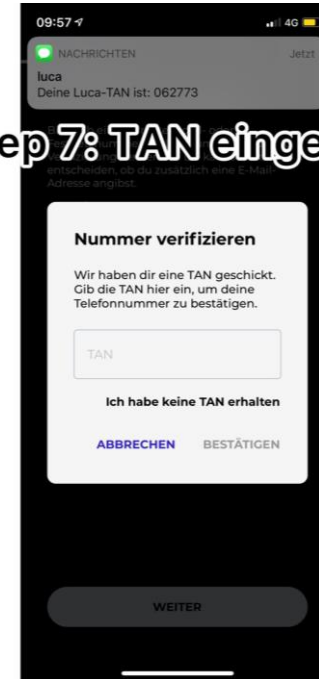 09:57
4G
NACHRICHTEN
Jetzt
luca
Deine Luca-TAN ist: 062773
ep 7: TAN einge
entscheiden, ob du zusätzlich eine E-Mail-
Adresse angibst.
Nummer verifizieren
Wir haben dir eine TAN geschickt.
Gib die TAN hier ein, um deine
Telefonnummer zu bestätigen.
TAN
Ich habe keine TAN erhalten
ABBRECHEN
BESTÄTIGEN
WEITER